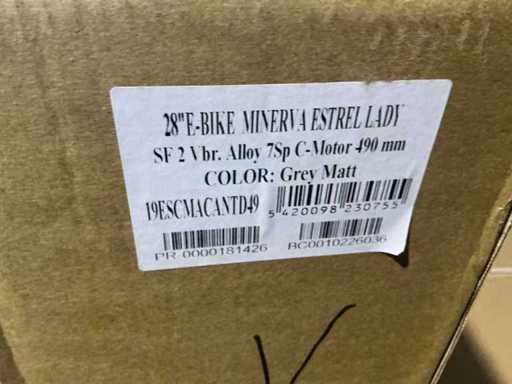 28" E-BIKE MINERVA ESTREL LADY
SF 2 Vbr. Alloy 7Sp C-Motor 490 mm
COLOR: Grey Matt
19ESCMACANTD49
5 420098 230755
PR 0000181426
BC0010226036